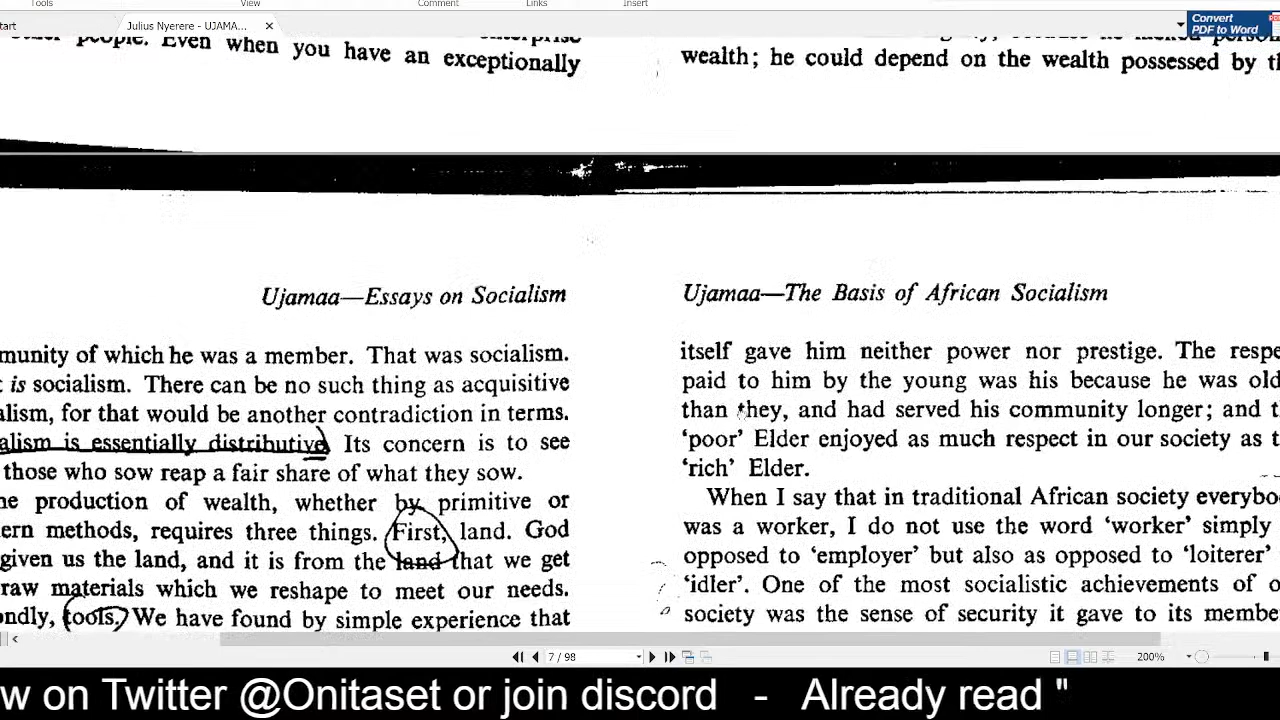 Tools View Comment Links Insert
tart Julius Nyerere - UJAMA...
Convert
PDF to Word
people. Even when you have an exceptionally
wealth; he could depend on the wealth possessed by
Ujamaa—Essays on Socialism
munity of which he was a member. That was socialism.
is socialism. There can be no such thing as acquisitive
alism, for that would be another contradiction in terms.
alism is essentially distributive. Its concern is to see
those who sow reap a fair share of what they sow.
he production of wealth, whether by primitive or
ern methods, requires three things. First, land. God
given us the land, and it is from the land that we get
raw materials which we reshape to meet our needs.
ondly, tools. We have found by simple experience that
Ujamaa—The Basis of African Socialism
itself gave him neither power nor prestige. The respe
paid to him by the young was his because he was old
than they, and had served his community longer; and t
'poor' Elder enjoyed as much respect in our society as t
'rich' Elder.
When I say that in traditional African society everybo
was a worker, I do not use the word 'worker' simply
opposed to 'employer' but also as opposed to 'loiterer'
'idler'. One of the most socialistic achievements of o
society was the sense of security it gave to its membe
7 / 98
200%
w on Twitter @Onitaset or join discord - Already read "